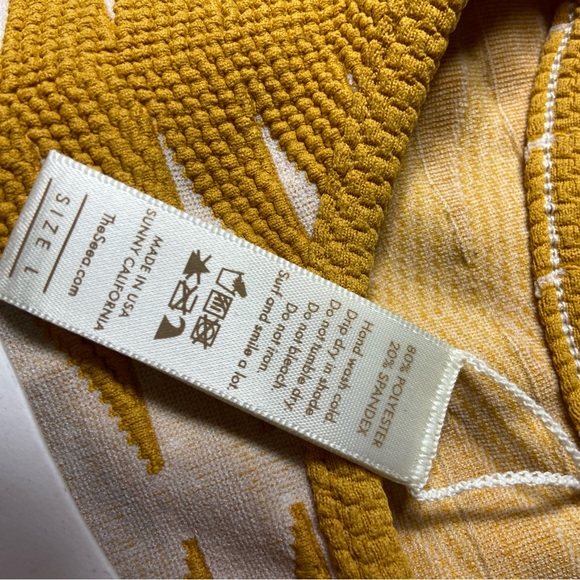 80% POLYESTER
20% SPANDEX
Hand wash cold.
Drip dry in shade
Do not tumble dry.
Do not bleach.
Do not iron.
Surf and smile a lot.
MADE IN USA
SUNNY CALIFORNIA
TheSeea.com
SIZE L